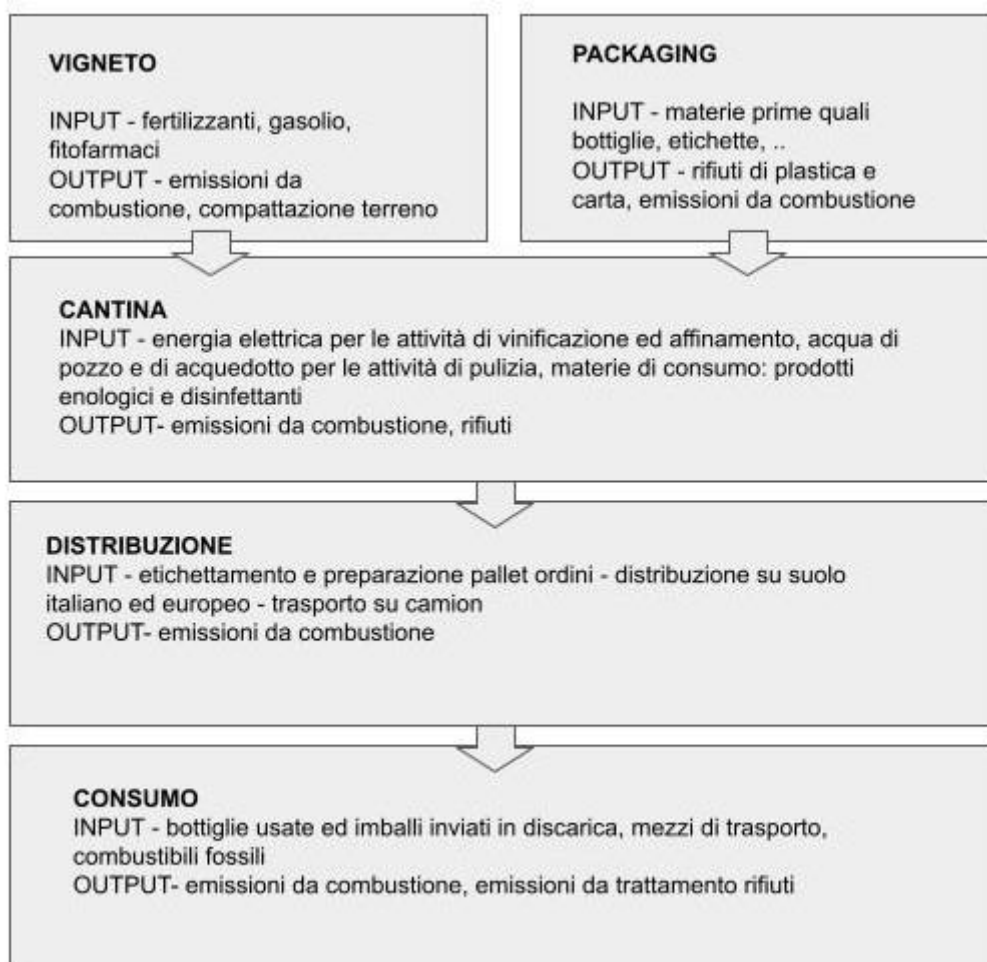 VIGNETO
INPUT - fertilizzanti, gasolio,
fitofarmaci
OUTPUT - emissioni da
combustione, compattazione terreno
PACKAGING
INPUT - materie prime quali
bottiglie, etichette, ..
OUTPUT - rifiuti di plastica e
carta, emissioni da combustione
CANTINA
INPUT - energia elettrica per le attività di vinificazione ed affinamento, acqua di
pozzo e di acquedotto per le attività di pulizia, materie di consumo: prodotti
enologici e disinfettanti
OUTPUT- emissioni da combustione, rifiuti
DISTRIBUZIONE
INPUT - etichettamento e preparazione pallet ordini - distribuzione su suolo
italiano ed europeo - trasporto su camion
OUTPUT- emissioni da combustione
CONSUMO
INPUT - bottiglie usate ed imballi inviati in discarica, mezzi di trasporto,
combustibili fossili
OUTPUT- emissioni da combustione, emissioni da trattamento rifiuti